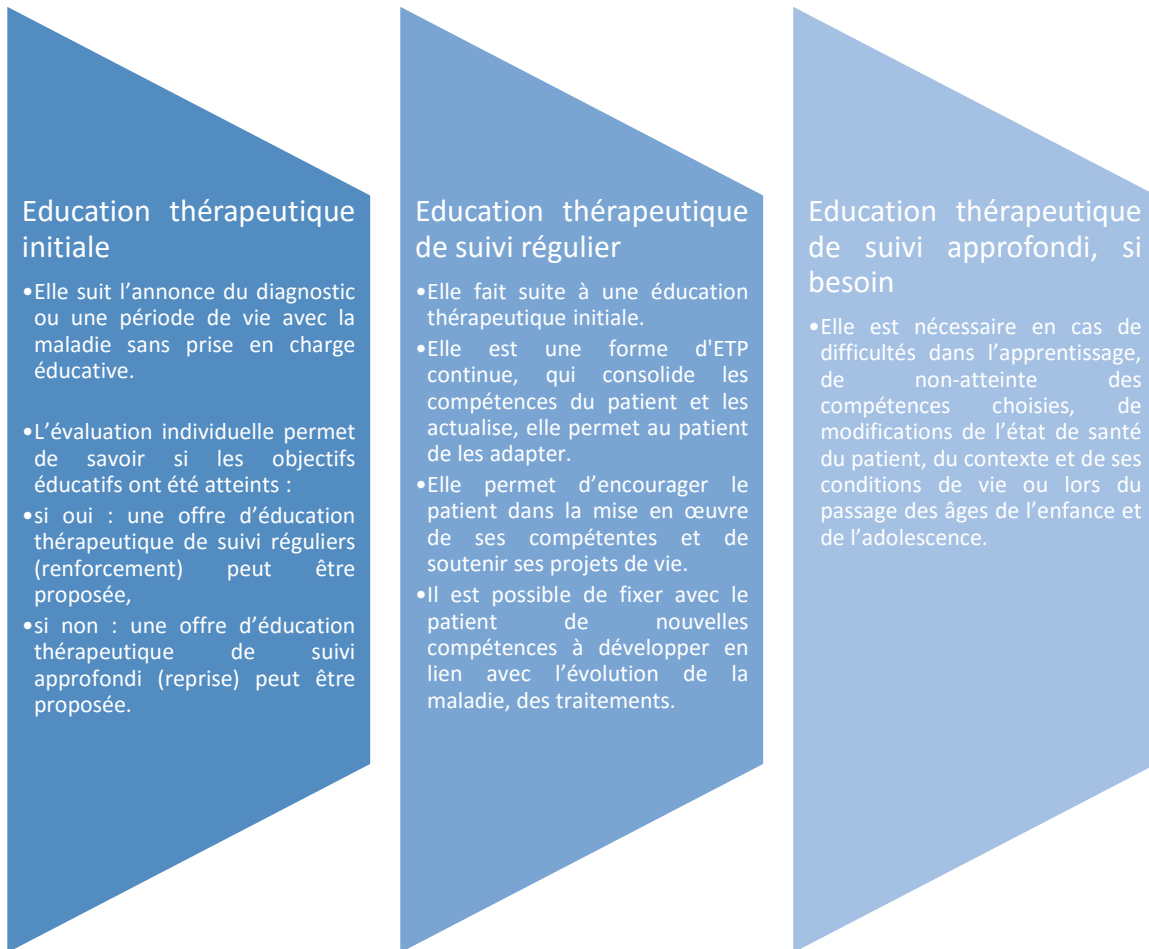 Education thérapeutique
initiale
•Elle suit l'annonce du diagnostic
ou une période de vie avec la
maladie sans prise en charge
éducative.
•L'évaluation individuelle permet
de savoir si les objectifs
éducatifs ont été atteints :
•si oui : une offre d'éducation
thérapeutique de suivi réguliers
(renforcement) peut être
proposée,
•si non : une offre d'éducation
thérapeutique de suivi
approfondi (reprise) peut être
proposée.
Education thérapeutique
de suivi régulier
•Elle fait suite à une éducation
thérapeutique initiale.
•Elle est une forme d'ETP
continue, qui consolide les
compétences du patient et les
actualise, elle permet au patient
de les adapter.
•Elle permet d'encourager le
patient dans la mise en œuvre
de ses compétentes et de
soutenir ses projets de vie.
•Il est possible de fixer avec le
patient de nouvelles
compétences à développer en
lien avec l'évolution de la
maladie, des traitements.
Education thérapeutique
de suivi approfondi, si
besoin
•Elle est nécessaire en cas de
difficultés dans l'apprentissage,
de non-atteinte des
compétences choisies, de
modifications de l'état de santé
du patient, du contexte et de ses
conditions de vie ou lors du
passage des âges de l'enfance et
de l'adolescence.